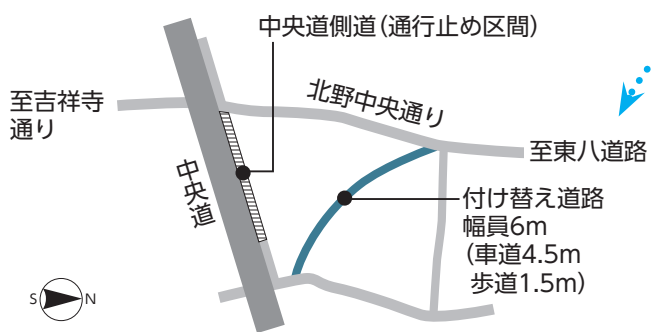 中央道側道（通行止め区間）
至吉祥寺
通り
北野中央通り
至東八道路
中央道
付け替え道路
幅員6m
（車道4.5m
歩道1.5m）
S N